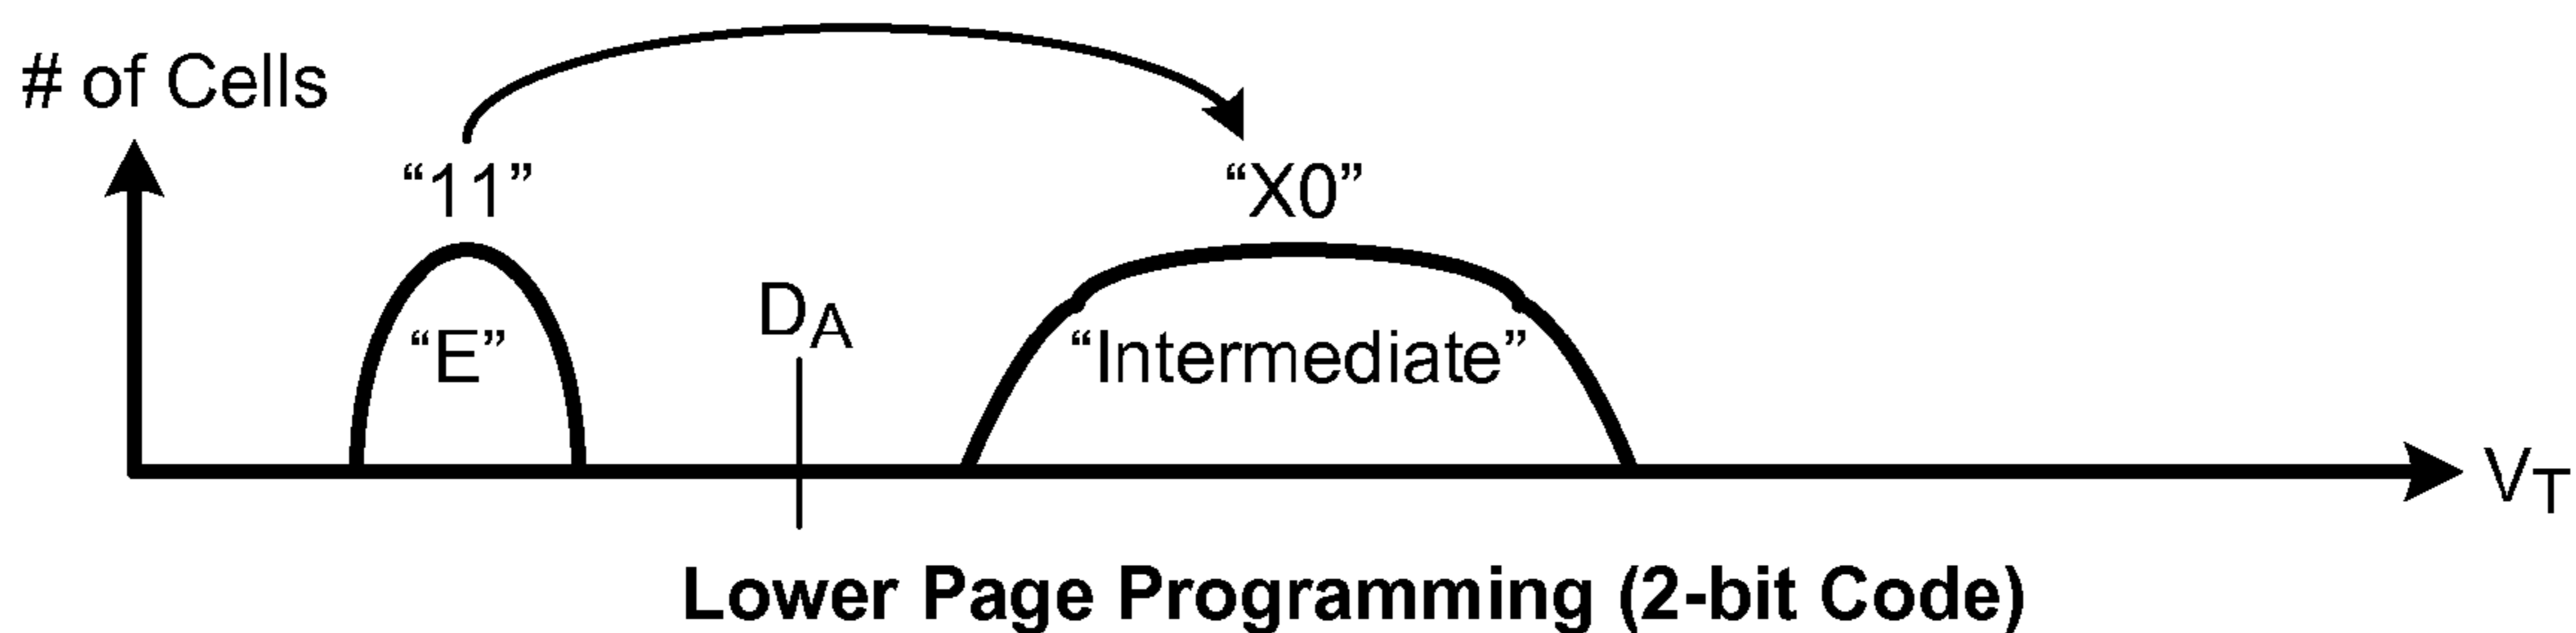 # of Cells
“11”
“X0”
D_A
“E”
“Intermediate”
V_T
Lower Page Programming (2-bit Code)